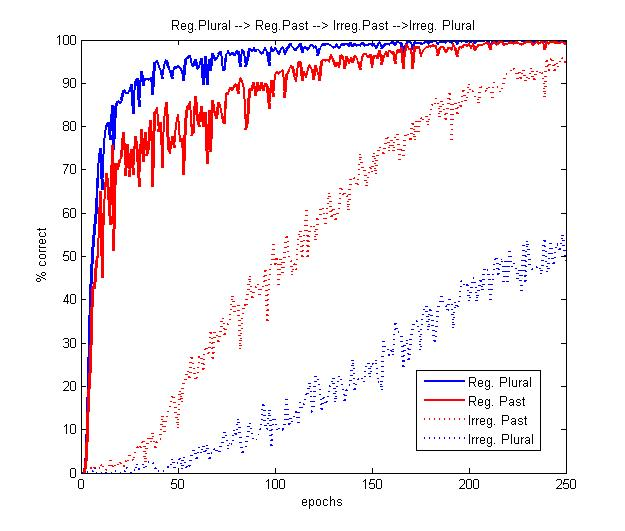 Reg.Plural --> Reg.Past --> Irreg.Past -->Irreg. Plural
100
90
80
70
60
50
40
30
20
10
0
% correct
Reg. Plural
Reg. Past
Irreg. Past
Irreg. Plural
0 50 100 150 200 250
epochs